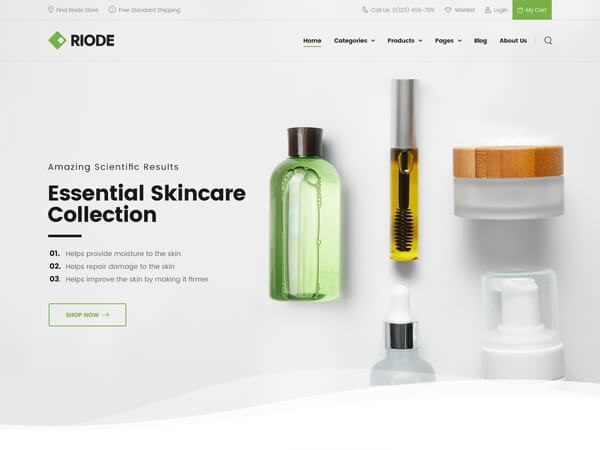 Find Riode Store
Free Standard Shipping
Call Us: 0(123) 456-789
Wishlist
Login
My Cart
RIODE
Home
Categories
Products
Pages
Blog
About Us
Amazing Scientific Results
Essential Skincare
Collection
01. Helps provide moisture to the skin.
02. Helps repair damage to the skin
03. Helps improve the skin by making it firmer
SHOP NOW